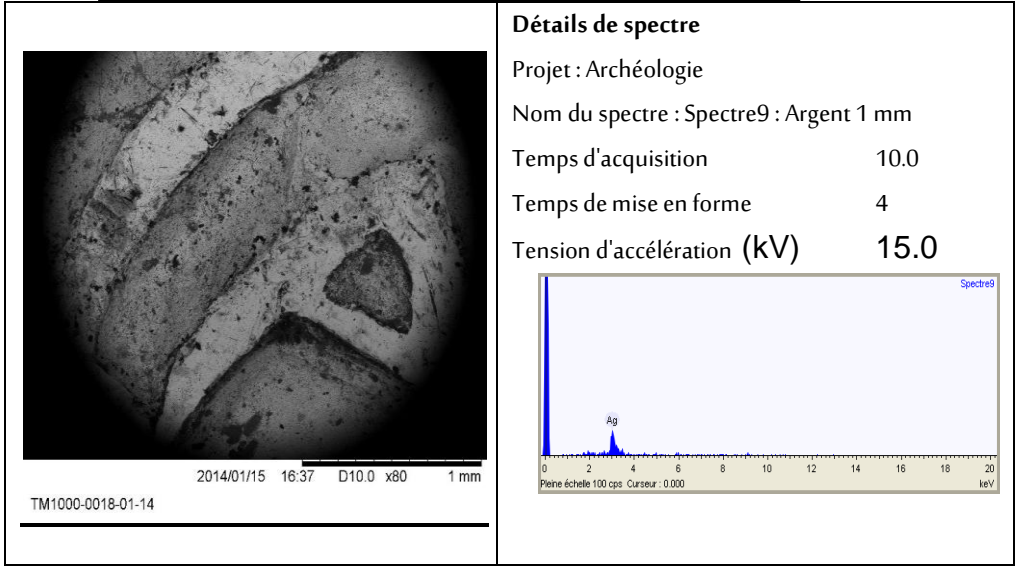 2014/01/15 16:37 D10.0 x80 1 mm
TM1000-0018-01-14
Détails de spectre
Projet : Archéologie
Nom du spectre : Spectre9 : Argent 1 mm
Temps d'acquisition 10.0
Temps de mise en forme 4
Tension d'accélération (kV) 15.0
Spectre9
Ag
0 2 4 6 8 10 12 14 16 18 20
Pleine échelle 100 cps Curseur : 0.000 keV